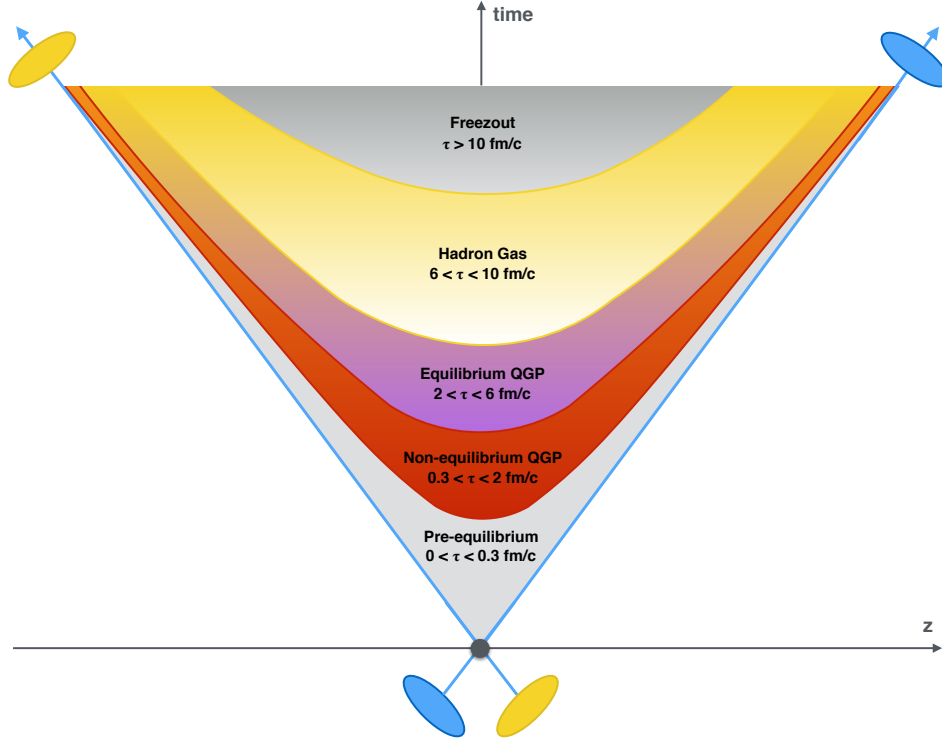 time
Freezout
τ > 10 fm/c
Hadron Gas
6 < τ < 10 fm/c
Equilibrium QGP
2 < τ < 6 fm/c
Non-equilibrium QGP
0.3 < τ < 2 fm/c
Pre-equilibrium
0 < τ < 0.3 fm/c
z